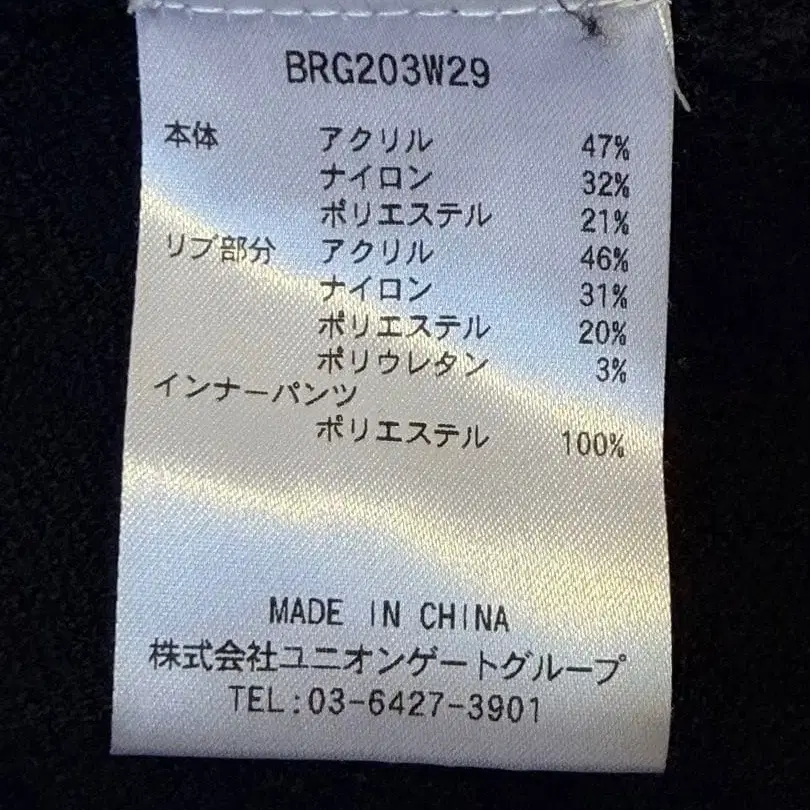 BRG203W29
本体 アクリル 47%
ナイロン 32%
ポリエステル 21%
リブ部分 アクリル 46%
ナイロン 31%
ポリエステル 20%
ポリウレタン 3%
インナーパンツ
ポリエステル 100%
MADE IN CHINA
株式会社ユニオンゲートグループ
TEL:03-6427-3901